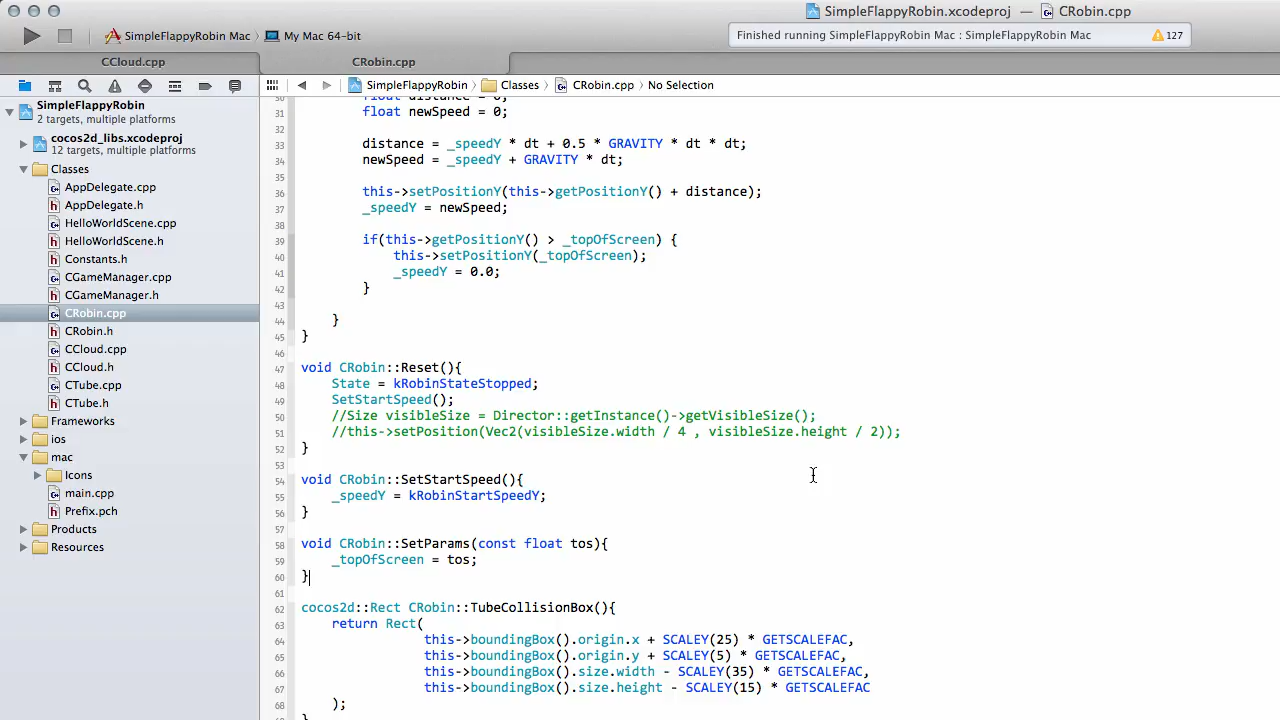 SimpleFlappyRobin.xcodeproj — CRobin.cpp
SimpleFlappyRobin Mac My Mac 64-bit
Finished running SimpleFlappyRobin Mac : SimpleFlappyRobin Mac 127
CCloud.cpp
CRobin.cpp
SimpleFlappyRobin Classes CRobin.cpp No Selection
SimpleFlappyRobin
2 targets, multiple platforms
cocos2d_libs.xcodeproj
12 targets, multiple platforms
Classes
AppDelegate.cpp
AppDelegate.h
HelloWorldScene.cpp
HelloWorldScene.h
Constants.h
CGameManager.cpp
CGameManager.h
CRobin.cpp
CRobin.h
CCloud.cpp
CCloud.h
CTube.cpp
CTube.h
Frameworks
ios
mac
Icons
main.cpp
Prefix.pch
Products
Resources
30 float distance = 0;
31 float newSpeed = 0;
32
33 distance = _speedY * dt + 0.5 * GRAVITY * dt * dt;
34 newSpeed = _speedY + GRAVITY * dt;
35
36 this->setPositionY(this->getPositionY() + distance);
37 _speedY = newSpeed;
38
39 if(this->getPositionY() > _topOfScreen) {
40 this->setPositionY(_topOfScreen);
41 _speedY = 0.0;
42 }
43
44 }
45 }
46
47 void CRobin::Reset(){
48 State = kRobinStateStopped;
49 SetStartSpeed();
50 //Size visibleSize = Director::getInstance()->getVisibleSize();
51 //this->setPosition(Vec2(visibleSize.width / 4 , visibleSize.height / 2));
52 }
53
54 void CRobin::SetStartSpeed(){
55 _speedY = kRobinStartSpeedY;
56 }
57
58 void CRobin::SetParams(const float tos){
59 _topOfScreen = tos;
60 }
61
62 cocos2d::Rect CRobin::TubeCollisionBox(){
63 return Rect(
64 this->boundingBox().origin.x + SCALEY(25) * GETSCALEFAC,
65 this->boundingBox().origin.y + SCALEY(5) * GETSCALEFAC,
66 this->boundingBox().size.width - SCALEY(35) * GETSCALEFAC,
67 this->boundingBox().size.height - SCALEY(15) * GETSCALEFAC
68 );
}